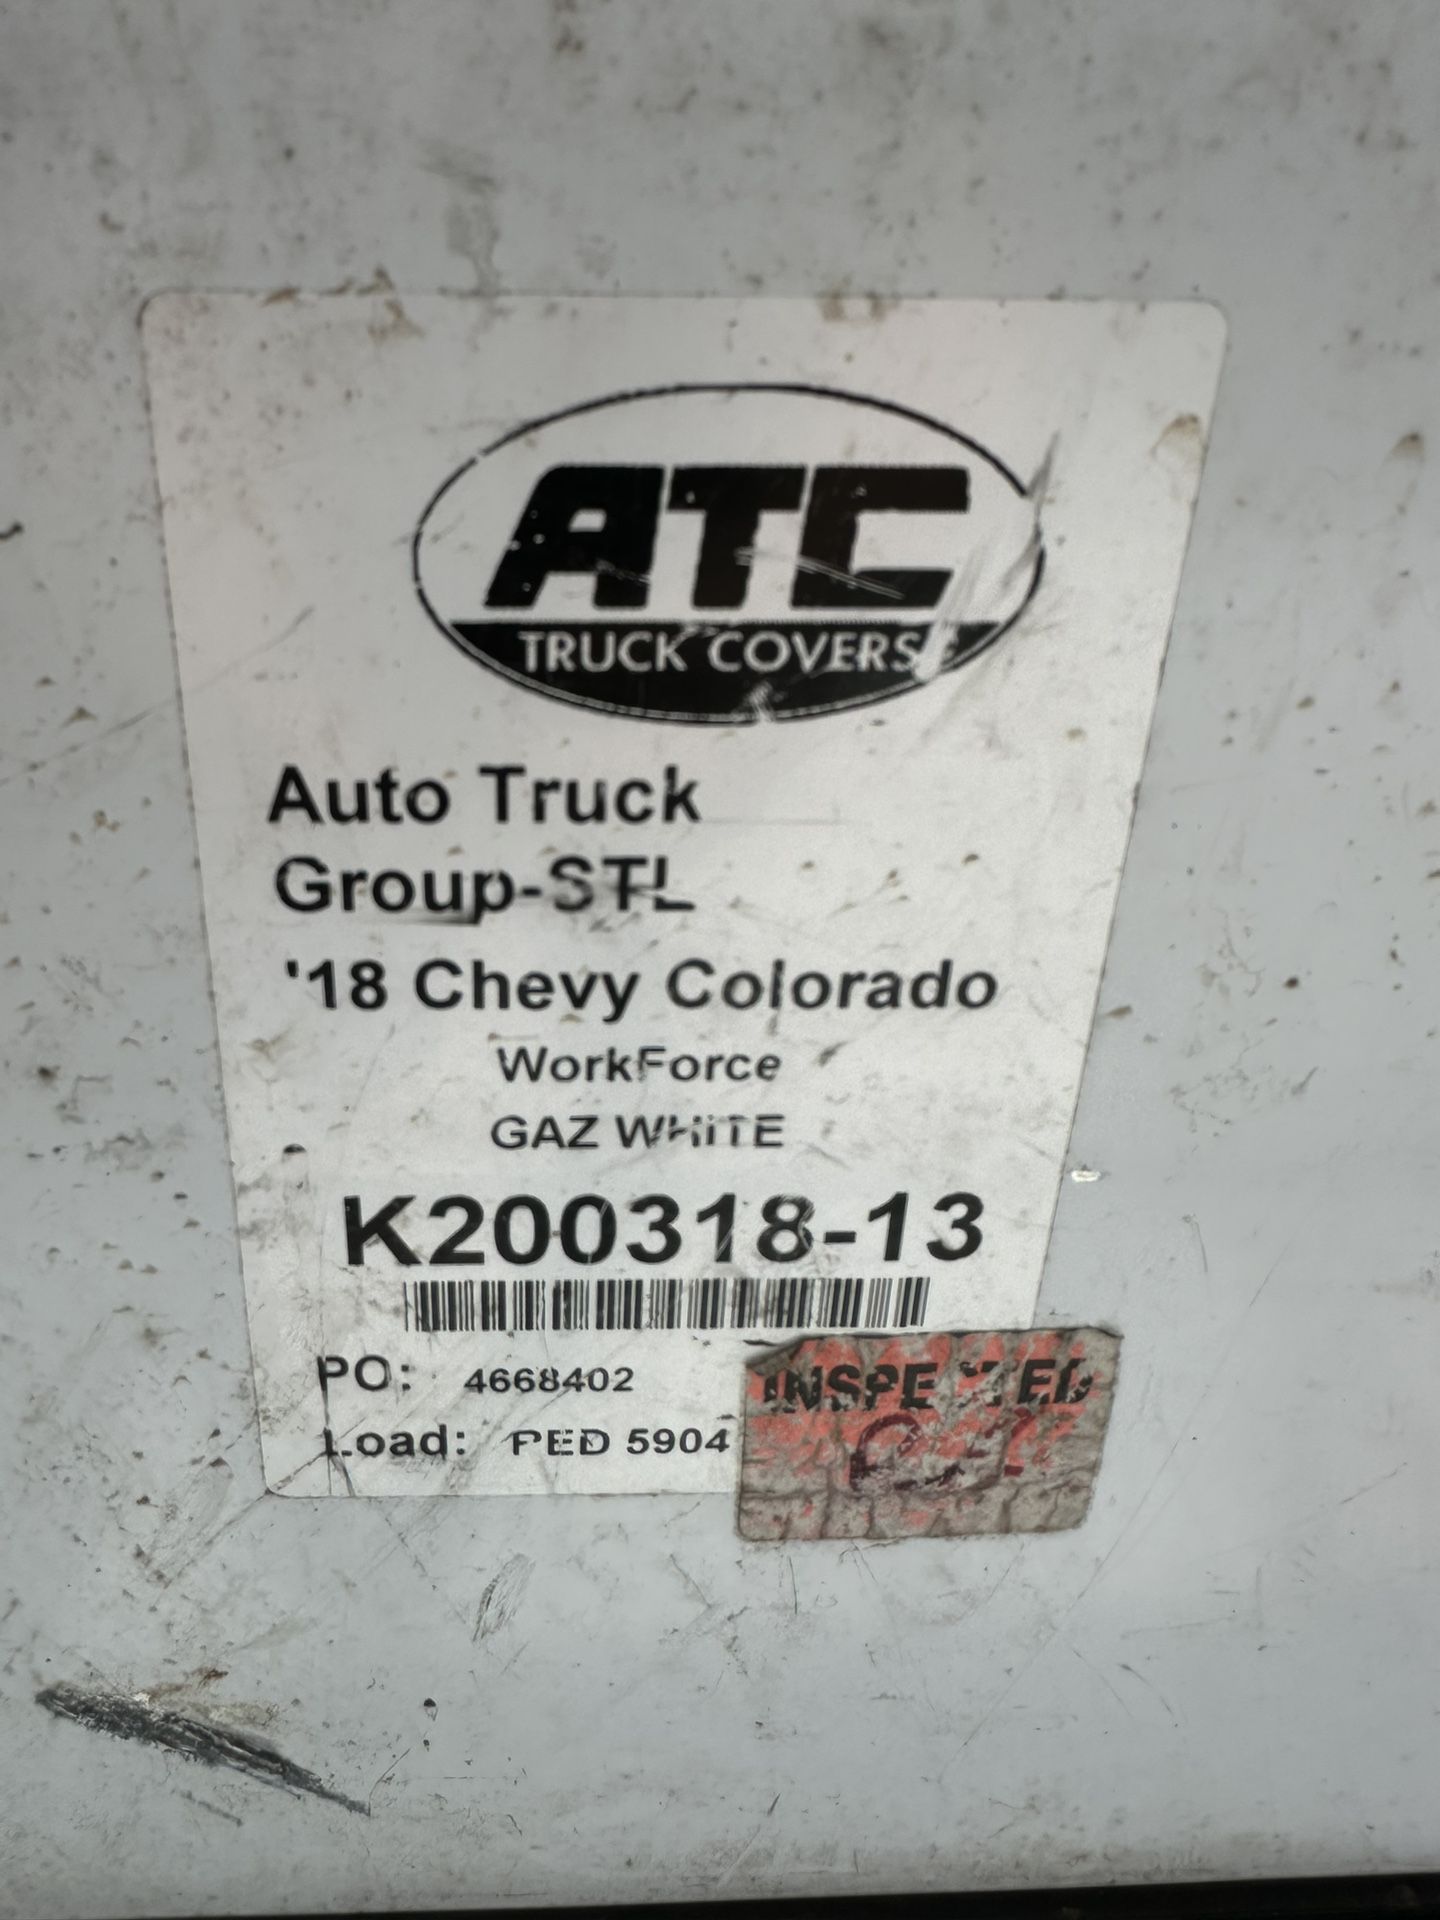 ATC
TRUCK COVERS
Auto Truck
Group-STL
'18 Chevy Colorado
WorkForce
GAZ WHITE
K200318-13
PO: 4668402
Load: PED 5904
INSPECTED